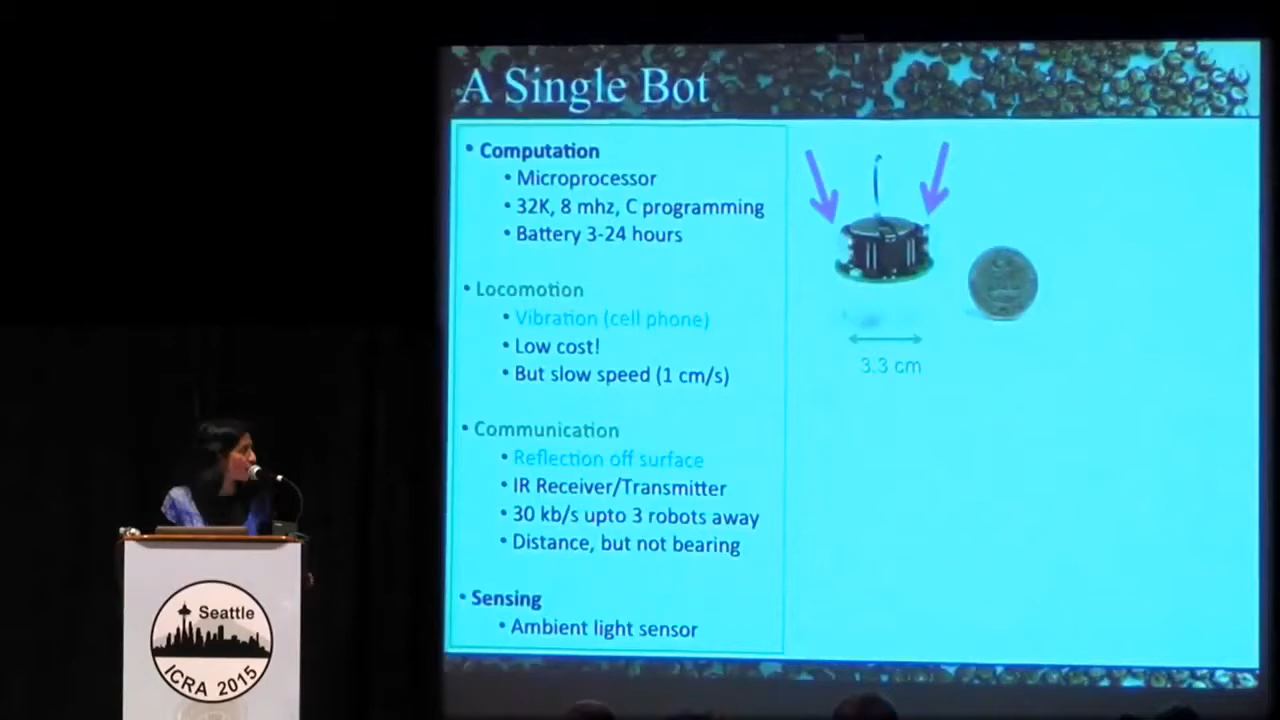 A Single Bot
• Computation
• Microprocessor
• 32K, 8 mhz, C programming
• Battery 3-24 hours
• Locomotion
• Vibration (cell phone)
• Low cost!
• But slow speed (1 cm/s)
• Communication
• Reflection off surface
• IR Receiver/Transmitter
• 30 kb/s upto 3 robots away
• Distance, but not bearing
• Sensing
• Ambient light sensor
3.3 cm
Seattle
ICRA 2015